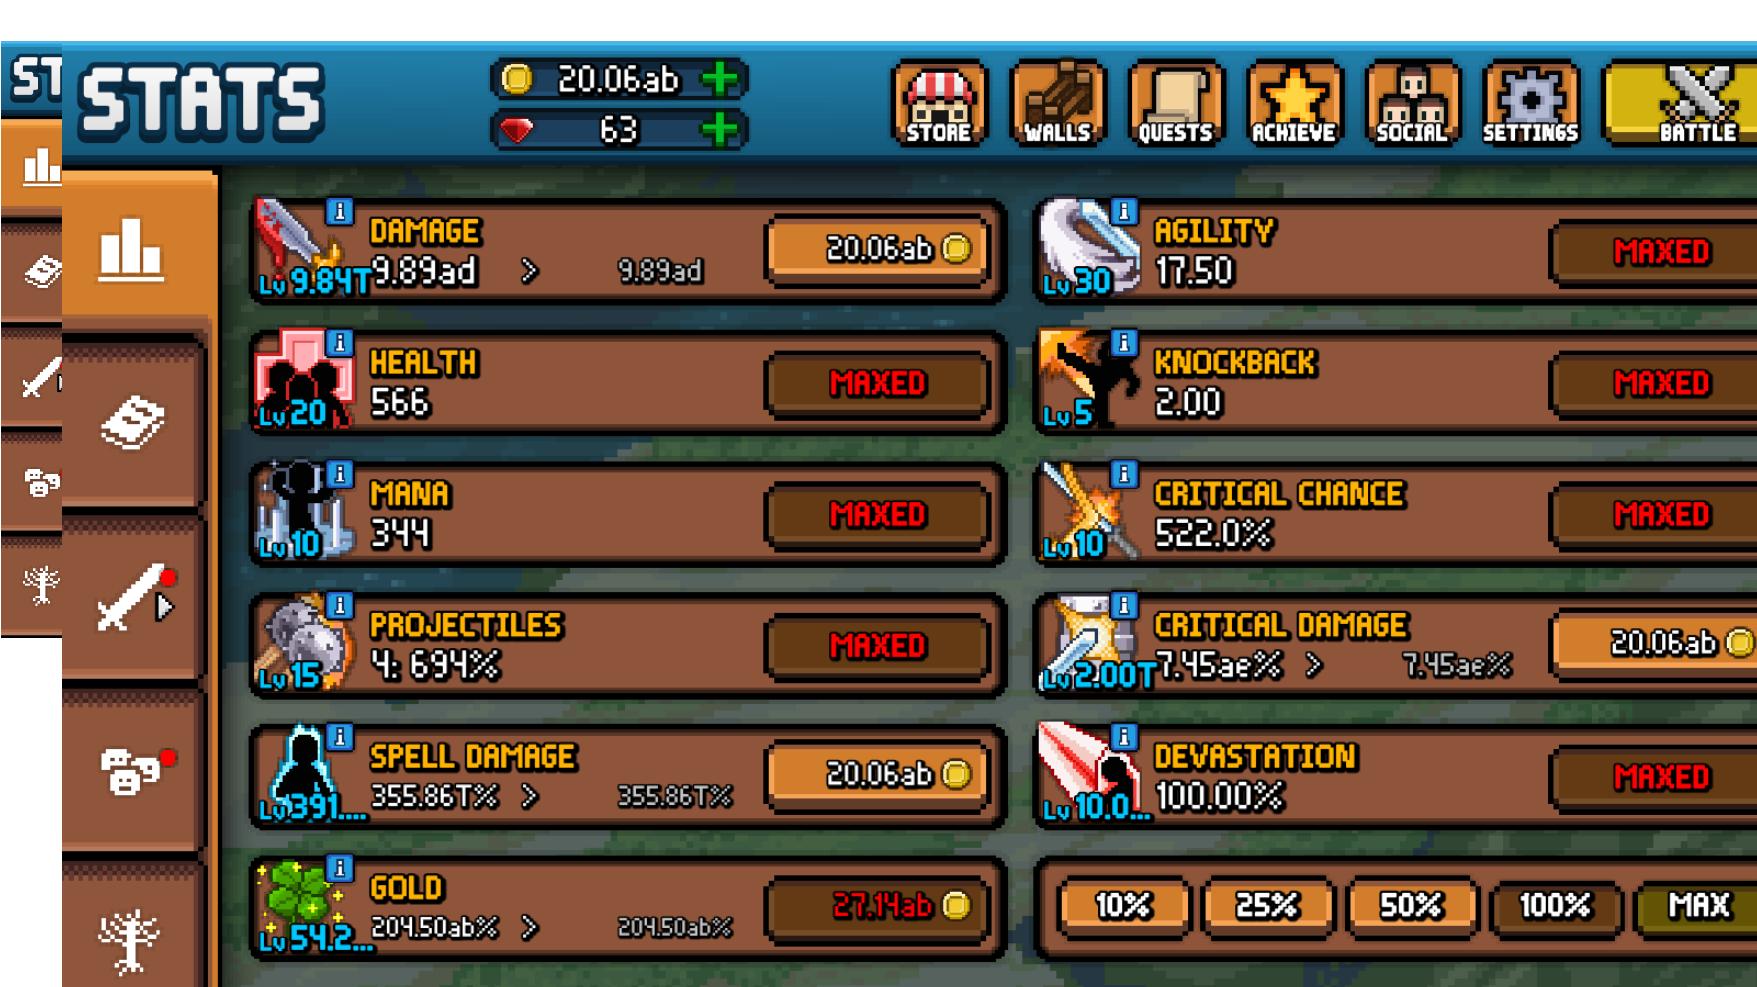 ST
STATS
20.06ab
63
STORE
WALLS
QUESTS
ACHIEVE
SOCIAL
SETTINGS
BATTLE
DAMAGE
Lv 9.84T
9.89ad > 9.89ad
20.06ab
AGILITY
Lv 30
17.50
MAXED
HEALTH
Lv 20
566
MAXED
KNOCKBACK
Lv 5
2.00
MAXED
MANA
Lv 10
344
MAXED
CRITICAL CHANCE
Lv 10
522.0%
MAXED
PROJECTILES
Lv 15
4: 694%
MAXED
CRITICAL DAMAGE
Lv 2.00T
7.45ae% > 7.45ae%
20.06ab
SPELL DAMAGE
Lv 391....
355.86T% > 355.86T%
20.06ab
DEVASTATION
Lv 10.0...
100.00%
MAXED
GOLD
Lv 54.2...
204.50ab% > 204.50ab%
27.14ab
10%
25%
50%
100%
MAX